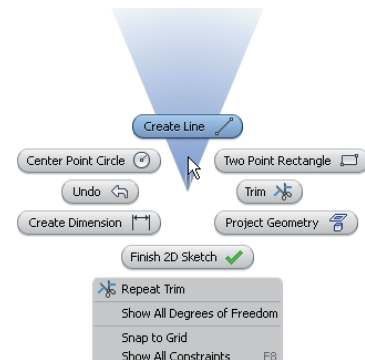 Create Line
Center Point Circle
Two Point Rectangle
Undo
Trim
Create Dimension
Project Geometry
Finish 2D Sketch
Repeat Trim
Show All Degrees of Freedom
Snap to Grid
Show All Constraints F8